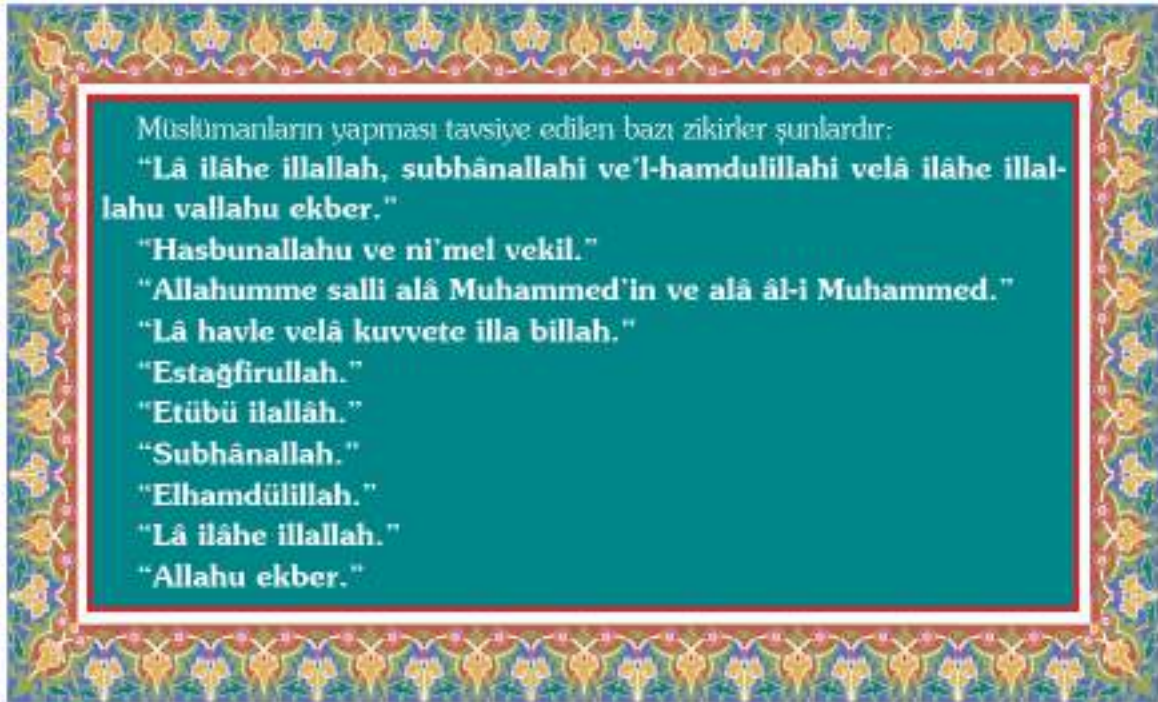 Müslümanların yapması tavsiye edilen bazı zikirler şunlardır:
“Lâ ilâhe illallah, subhânallahi ve’l-hamdulillahi velâ ilâhe illal-
lahu vallahu ekber.”
“Hasbunallahu ve ni’mel vekil.”
“Allahumme salli alâ Muhammed’in ve alâ âl-i Muhammed.”
“Lâ havle velâ kuvvete illa billah.”
“Estağfirullah.”
“Etübü ilallâh.”
“Subhânallah.”
“Elhamdülillah.”
“Lâ ilâhe illallah.”
“Allahu ekber.”